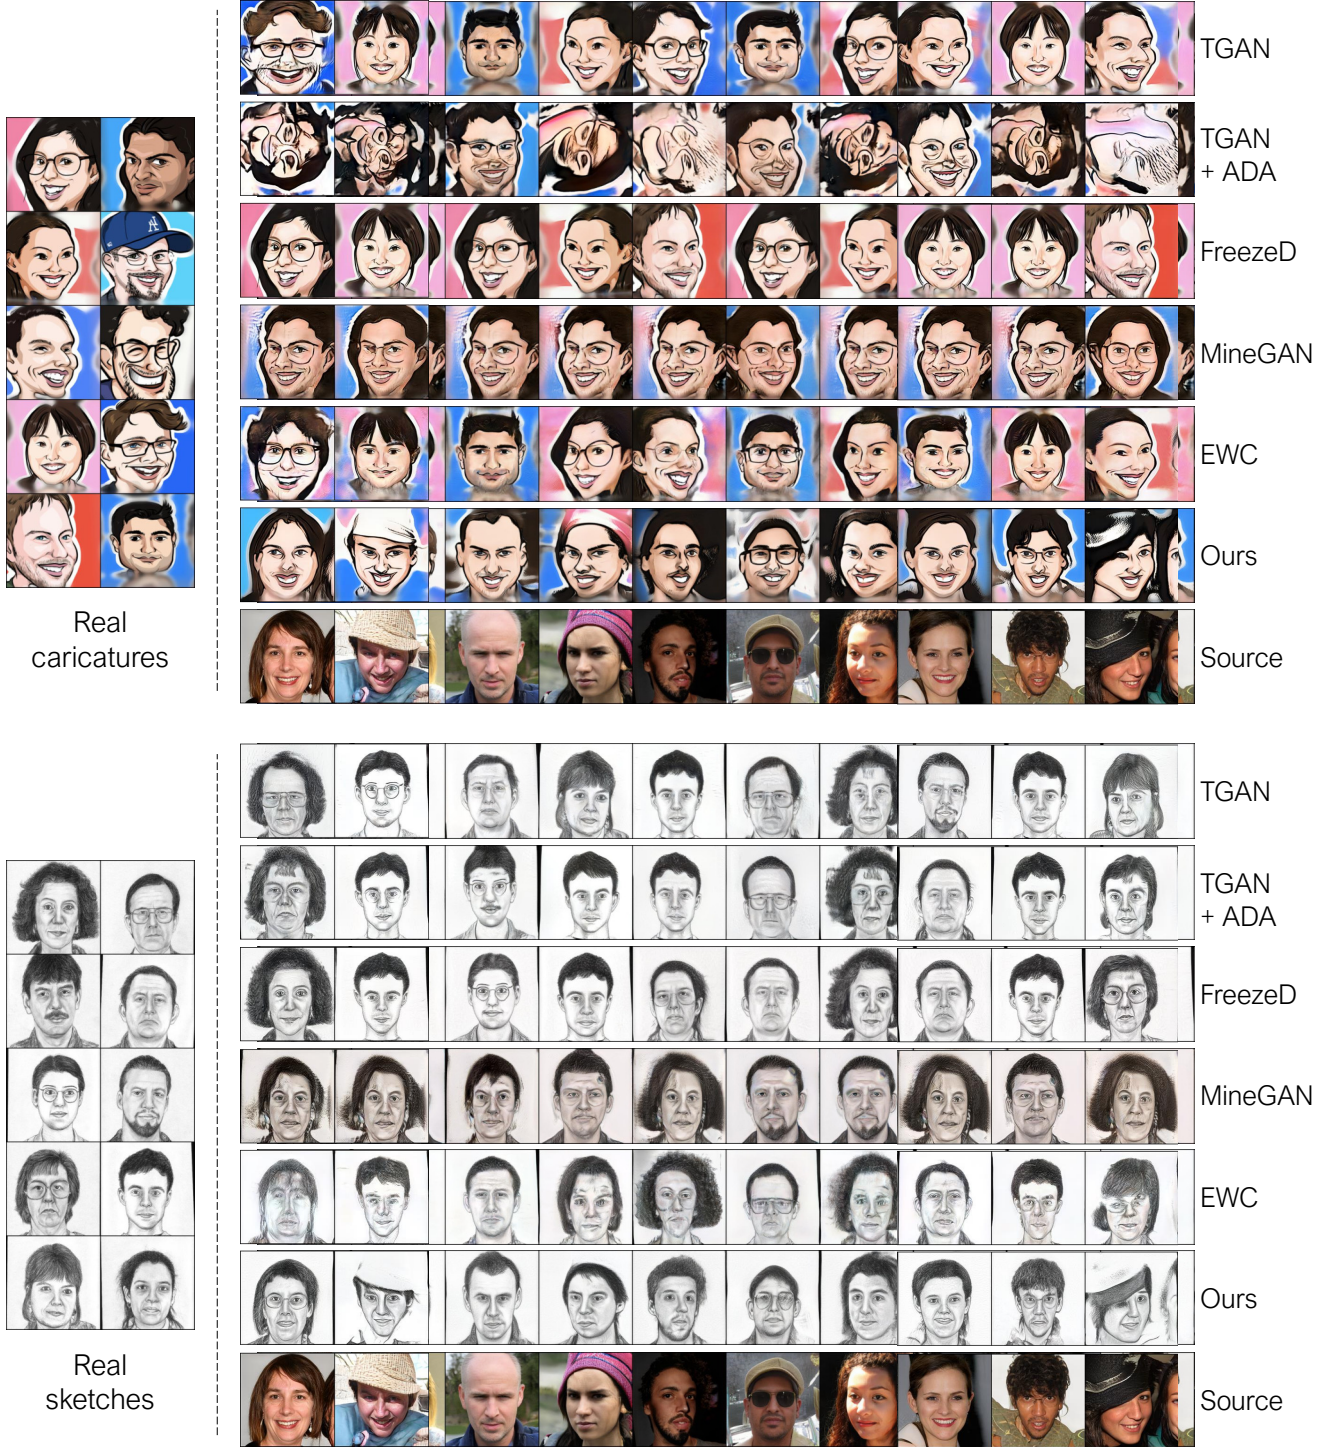 TGAN
TGAN
+ ADA
FreezeD
MineGAN
EWC
Ours
Source
Real
caricatures
TGAN
TGAN
+ ADA
FreezeD
MineGAN
EWC
Ours
Source
Real
sketches